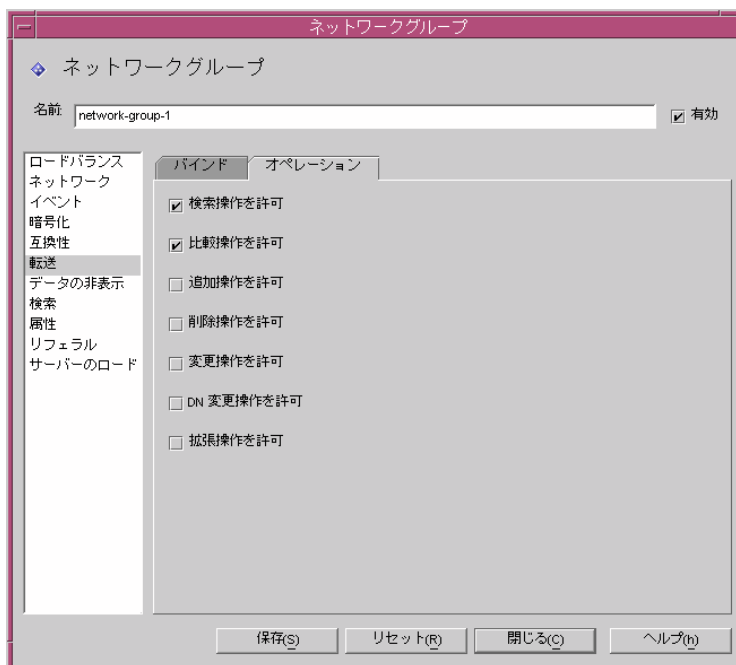 ネットワークグループ
ネットワークグループ
名前:
network-group-1
有効
ロードバランス
ネットワーク
イベント
暗号化
互換性
転送
データの非表示
検索
属性
リフェラル
サーバーのロード
バインド
オペレーション
検索操作を許可
比較操作を許可
追加操作を許可
削除操作を許可
変更操作を許可
DN 変更操作を許可
拡張操作を許可
保存(S)
リセット(R)
閉じる(C)
ヘルプ(h)